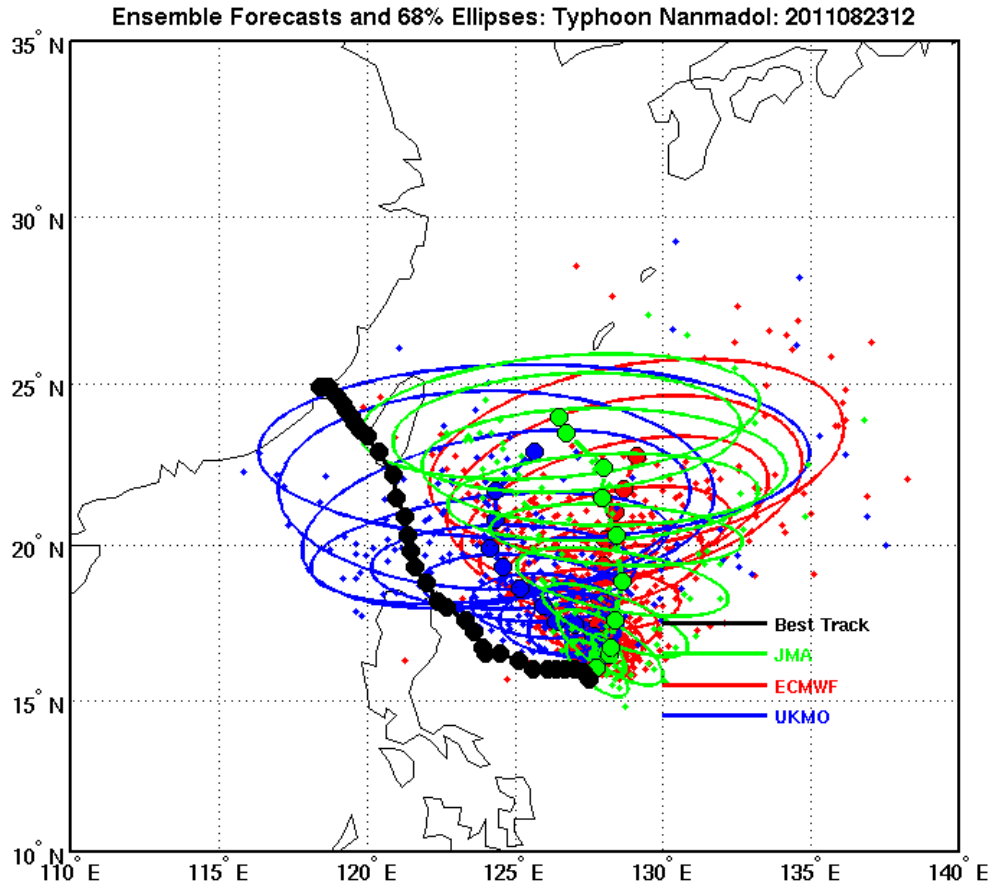 Ensemble Forecasts and 68% Ellipses: Typhoon Nanmadol: 2011082312
35° N
30° N
25° N
20° N
15° N
10° N
Best Track
JMA
ECMWF
UKMO
110° E
115° E
120° E
125° E
130° E
135° E
140° E